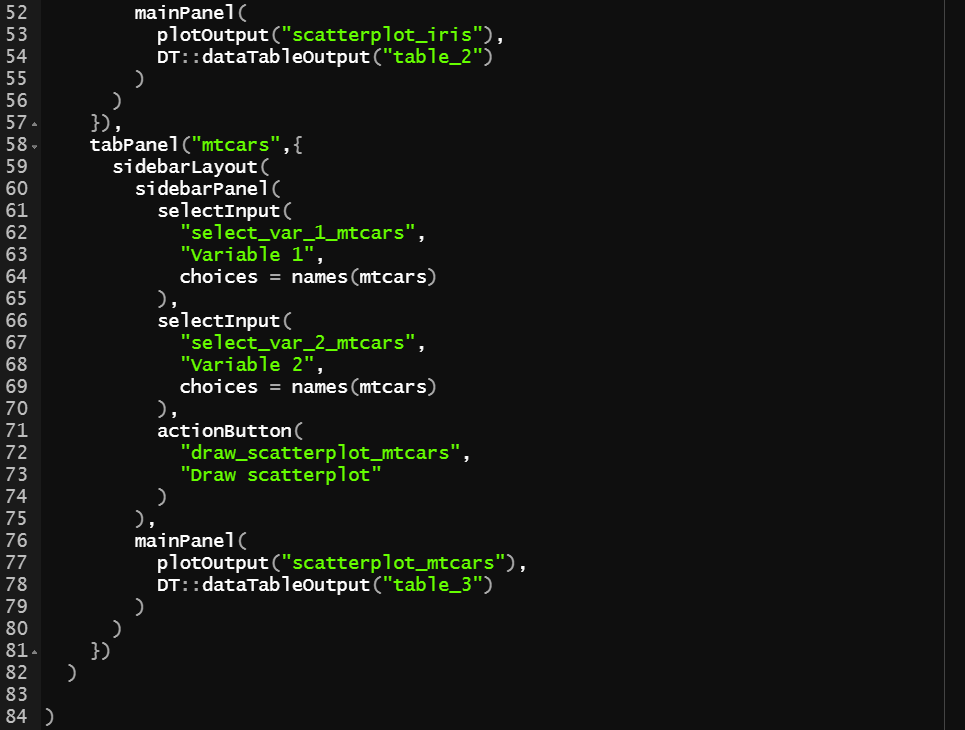 52 mainPanel(
53 plotOutput("scatterplot_iris"),
54 DT::dataTableOutput("table_2")
55 )
56 )
57 }),
58 tabPanel("mtcars",{
59 sidebarLayout(
60 sidebarPanel(
61 selectInput(
62 "select_var_1_mtcars",
63 "Variable 1",
64 choices = names(mtcars)
65 ),
66 selectInput(
67 "select_var_2_mtcars",
68 "Variable 2",
69 choices = names(mtcars)
70 ),
71 actionButton(
72 "draw_scatterplot_mtcars",
73 "Draw scatterplot"
74 )
75 ),
76 mainPanel(
77 plotOutput("scatterplot_mtcars"),
78 DT::dataTableOutput("table_3")
79 )
80 )
81 })
82 )
83
84 )